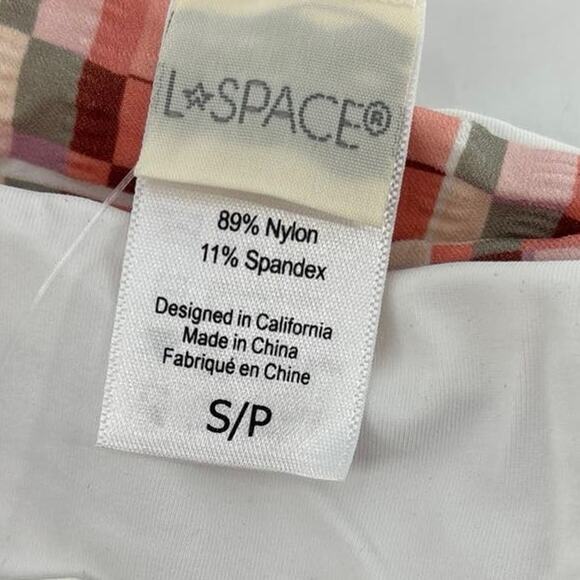 L☆SPACE®
89% Nylon
11% Spandex
Designed in California
Made in China
Fabriqué en Chine
S/P